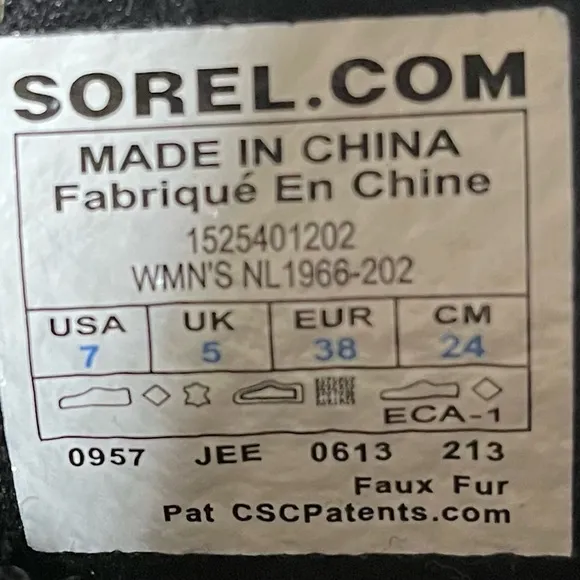 SOREL.COM
MADE IN CHINA
Fabriqué En Chine
1525401202
WMN'S NL1966-202
USA UK EUR CM
7 5 38 24
ECA-1
0957 JEE 0613 213
Faux Fur
Pat CSCPatents.com